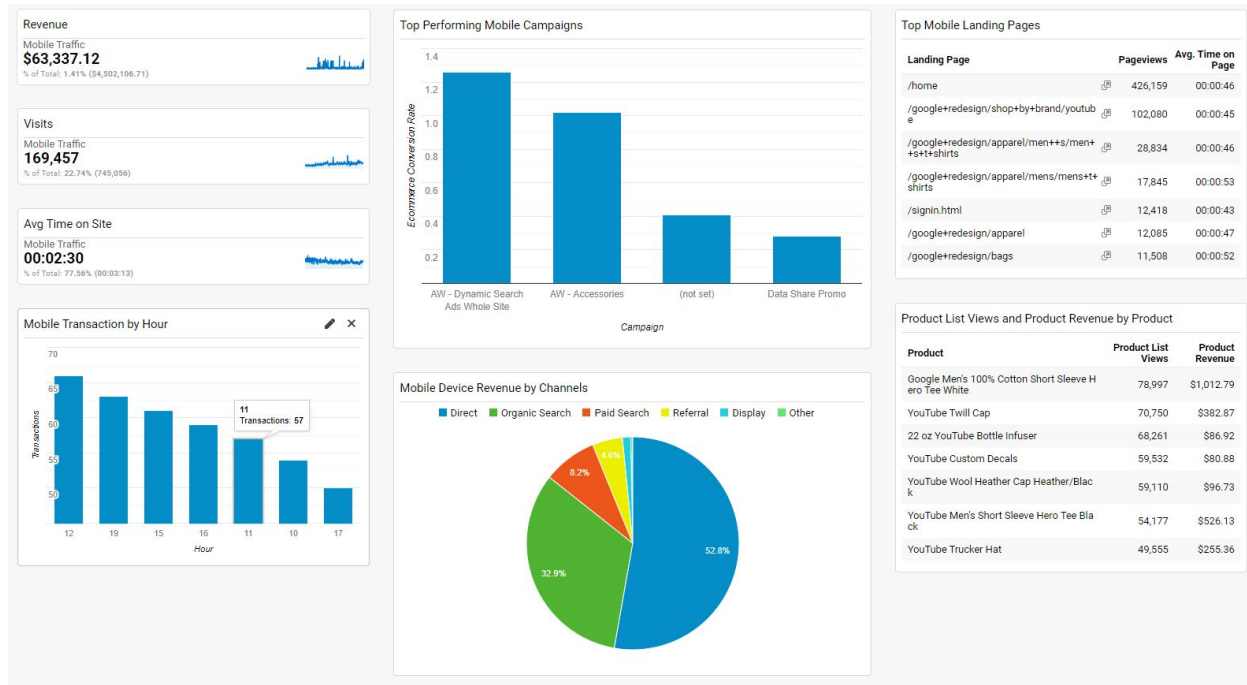 Revenue
Mobile Traffic
$63,337.12
% of Total: 1.41% ($4,502,106.71)
Visits
Mobile Traffic
169,457
% of Total: 22.74% (745,056)
Avg Time on Site
Mobile Traffic
00:02:30
% of Total: 77.56% (00:03:13)
Mobile Transaction by Hour
70
65
60
55
50
Transactions
11
Transactions: 57
12 19 15 16 11 10 17
Hour
Top Performing Mobile Campaigns
1.4
1.2
1.0
0.8
0.6
0.4
0.2
Ecommerce Conversion Rate
AW - Dynamic Search AW - Accessories (not set) Data Share Promo
Ads Whole Site
Campaign
Mobile Device Revenue by Channels
Direct Organic Search Paid Search Referral Display Other
4.6%
8.2%
52.8%
32.9%
Top Mobile Landing Pages
Landing Page Pageviews Avg. Time on
Page
/home 426,159 00:00:46
/google+redesign/shop+by+brand/youtub
e 102,080 00:00:45
/google+redesign/apparel/men++s/men+
+s+t+shirts 28,834 00:00:46
/google+redesign/apparel/mens/mens+t+
shirts 17,845 00:00:53
/signin.html 12,418 00:00:43
/google+redesign/apparel 12,085 00:00:47
/google+redesign/bags 11,508 00:00:52
Product List Views and Product Revenue by Product
Product Product List Product
Views Revenue
Google Men's 100% Cotton Short Sleeve H
ero Tee White 78,997 $1,012.79
YouTube Twill Cap 70,750 $382.87
22 oz YouTube Bottle Infuser 68,261 $86.92
YouTube Custom Decals 59,532 $80.88
YouTube Wool Heather Cap Heather/Blac
k 59,110 $96.73
YouTube Men's Short Sleeve Hero Tee Bla
ck 54,177 $526.13
YouTube Trucker Hat 49,555 $255.36